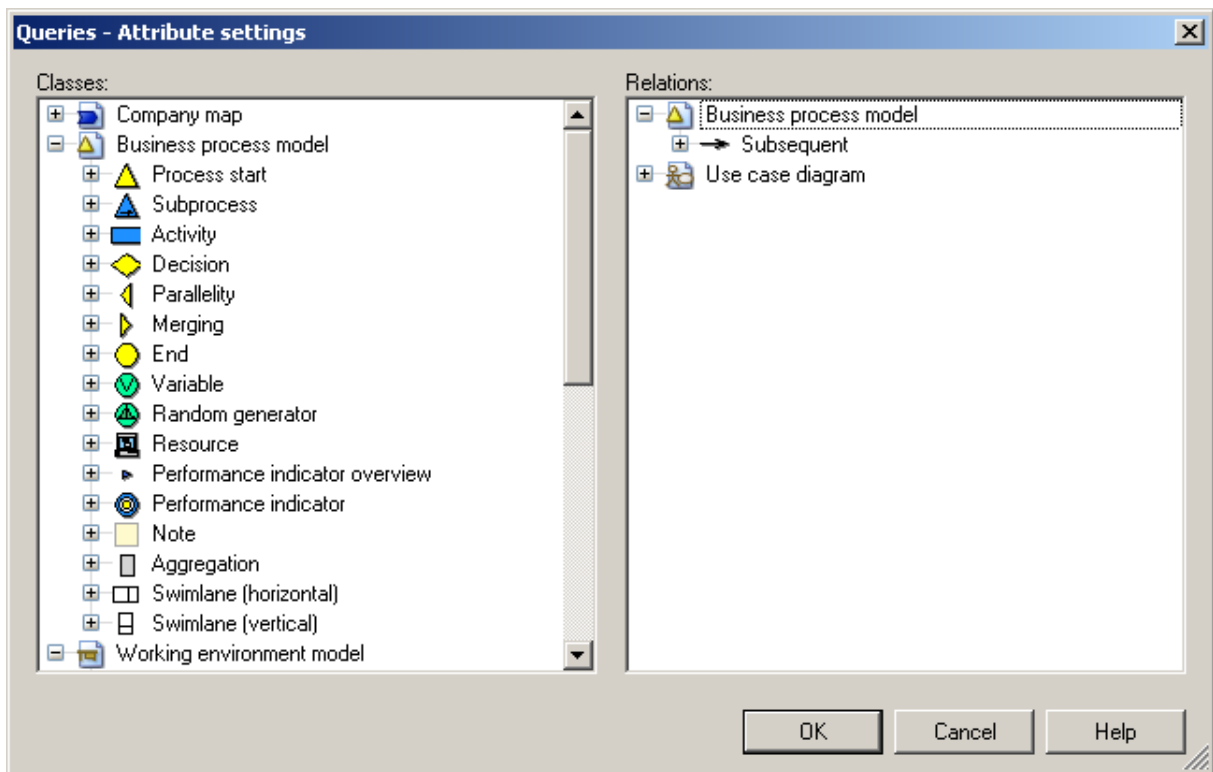 Queries - Attribute settings
Classes:
Company map
Business process model
Process start
Subprocess
Activity
Decision
Parallelity
Merging
End
Variable
Random generator
Resource
Performance indicator overview
Performance indicator
Note
Aggregation
Swimlane (horizontal)
Swimlane (vertical)
Working environment model
Relations:
Business process model
Subsequent
Use case diagram
OK
Cancel
Help